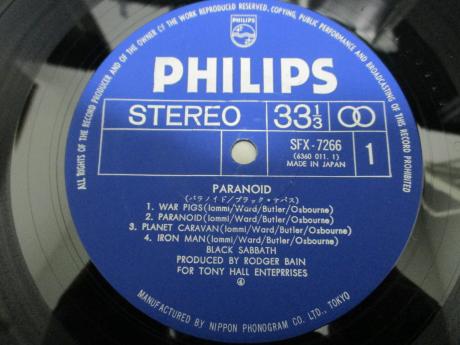 ALL RIGHTS OF THE RECORD PRODUCER AND OF THE OWNER OF THE WORK REPRODUCED RESERVED, COPYING, PUBLIC PERFORMANCE AND BROADCASTING OF THIS RECORD PROHIBITED
PHILIPS
PHILIPS
STEREO 33 1/3
SFX-7266
(6360 011. 1)
MADE IN JAPAN
1
PARANOID
(パラノイド/ブラック・サバス)
1. WAR PIGS(Iommi/Ward/Butler/Osbourne)
2. PARANOID(Iommi/Ward/Butler/Osbourne)
3. PLANET CARAVAN(Iommi/Ward/Butler/Osbourne)
4. IRON MAN(Iommi/Ward/Butler/Osbourne)
BLACK SABBATH
PRODUCED BY RODGER BAIN
FOR TONY HALL ENTEPRRISES
④
MANUFACTURED BY NIPPON PHONOGRAM CO. LTD., TOKYO